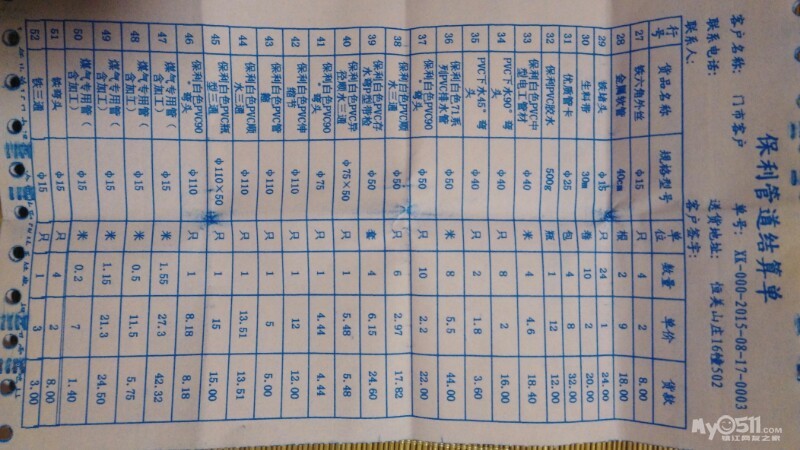 保利管道结算单
客户名称: 门市客户 单号: XK-000-2015-08-17-0003
联系电话: 送货地址: 恒美山庄16幢502
联系人: 客户签字:
行号 货品名称 规格型号 单位 数量 单价 货款
27 铁六角外丝 φ15 只 4 2 8.00
28 金属软管 40cm 根 2 9 18.00
29 铁堵头 φ15 只 24 1 24.00
30 生料带 30m 卷 10 2 20.00
31 优质管卡 φ25 包 4 8 32.00
32 保利PVC胶水 500g 瓶 1 12 12.00
33 保利白色PVC中型电工管材 φ40 米 4 4.6 18.40
34 PVC下水90°弯头 φ40 只 8 2 16.00
35 PVC下水45°弯头 φ40 只 2 1.8 3.60
36 保利白色71系列PVC排水管 φ50 米 8 5.5 44.00
37 保利白色PVC90弯头 φ50 只 10 2.2 22.00
38 保利白色PVC顺水三通 φ50 只 6 2.97 17.82
39 保利白色PVC存水弯P型带检 φ50 套 4 6.15 24.60
40 保利白色PVC异径顺水三通 φ75×50 只 1 5.48 5.48
41 保利白色PVC90°弯头 φ75 只 1 4.44 4.44
42 保利白色PVC伸缩节 φ110 只 1 12 12.00
43 保利白色PVC管 φ110 只 1 5 5.00
44 保利白色PVC顺水三通 φ110 只 1 13.51 13.51
45 保利白色PVC瓶型三通 φ110×50 只 1 15 15.00
46 保利白色PVC90弯头 φ110 只 1 8.18 8.18
47 煤气专用管(含加工) φ15 米 1.55 27.3 42.32
48 煤气专用管(含加工) φ15 米 0.5 11.5 5.75
49 煤气专用管(含加工) φ15 米 1.15 21.3 24.50
50 煤气专用管(含加工) φ15 米 0.2 7 1.40
51 铁弯头 φ15 只 4 2 8.00
52 铁三通 φ15 只 1 3 3.00
My0511.com
镇江网友之家